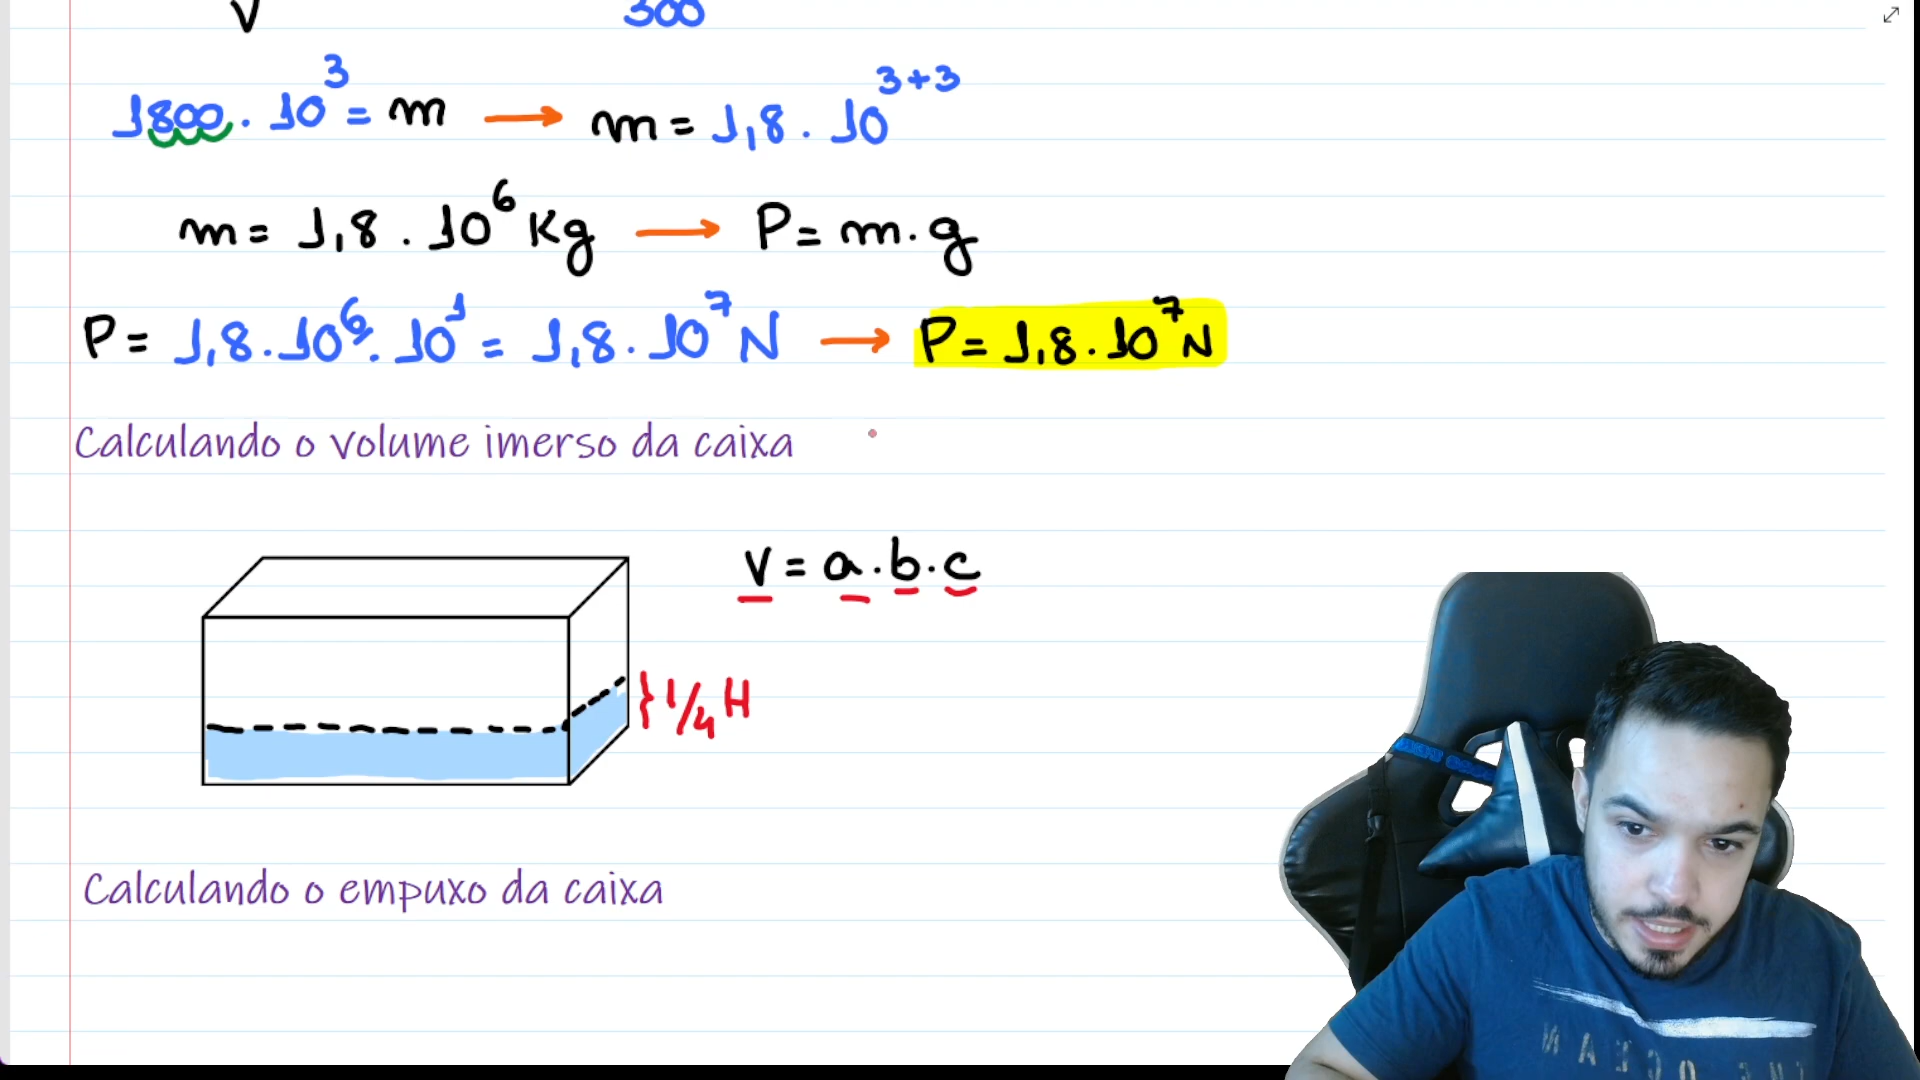 V 300
1800 . 10³ = m → m = 1,8 . 10³⁺³
m = 1,8 . 10⁶ Kg → P = m . g
P = 1,8 . 10⁶ . 10¹ = 1,8 . 10⁷ N → P = 1,8 . 10⁷ N
Calculando o volume imerso da caixa
V = a . b . c
} 1/4 H
Calculando o empuxo da caixa